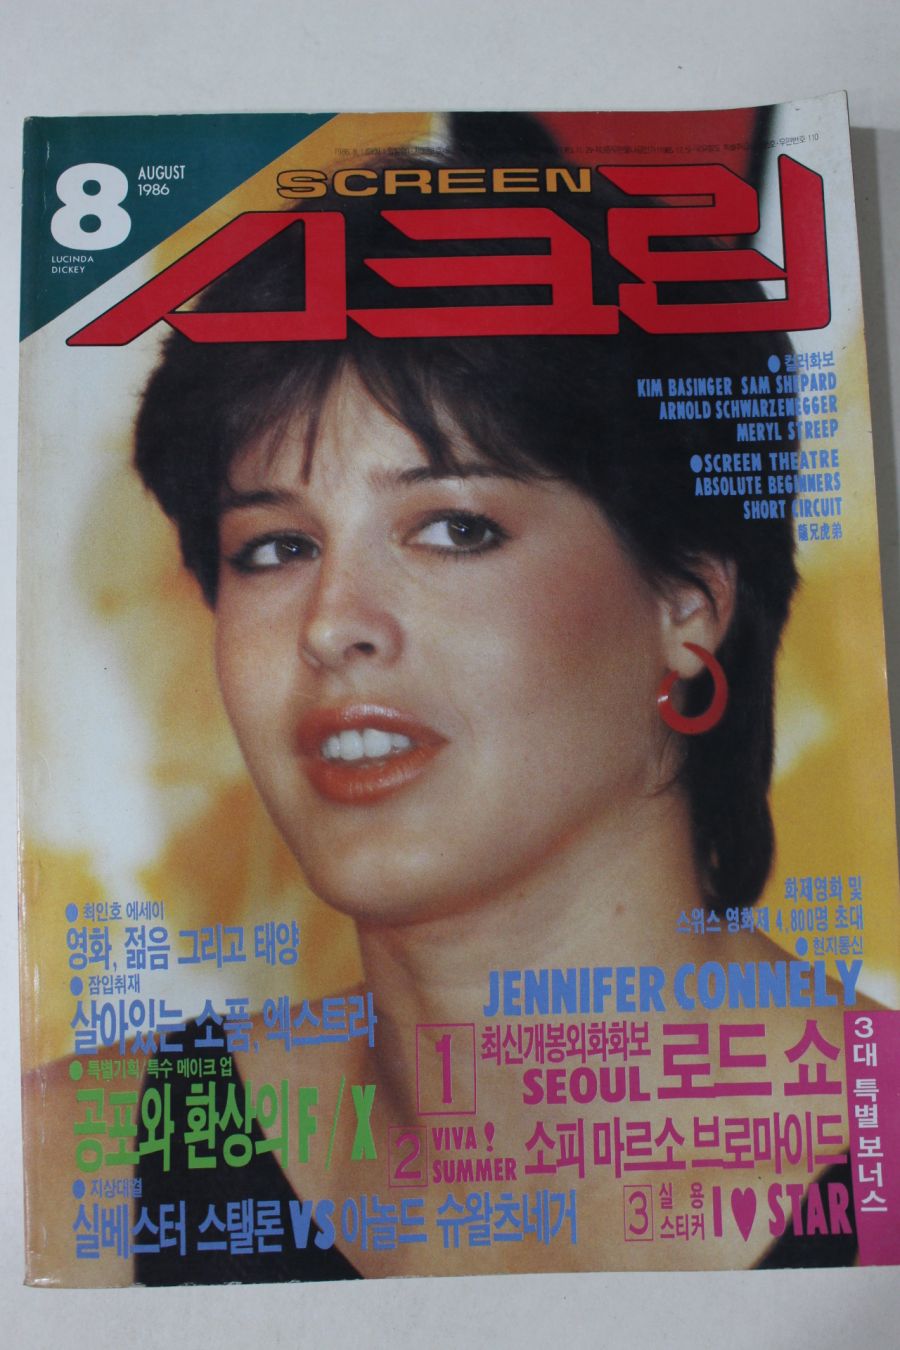 8
AUGUST
1986
LUCINDA
DICKEY
SCREEN
스크린
● 컬러화보
KIM BASINGER SAM SHEPARD
ARNOLD SCHWARZENEGGER
MERYL STREEP
●SCREEN THEATRE
ABSOLUTE BEGINNERS
SHORT CIRCUIT
龍兄虎弟
화제영화 및
스위스 영화제 4,800명 초대
● 현지통신
JENNIFER CONNELY
● 최인호 에세이
영화, 젊음 그리고 태양
● 잠입취재
살아있는 소품, 엑스트라
● 특별기획/특수 메이크 업
공포와 환상의 F/X
● 지상대결
실베스터 스탤론 VS 아놀드 슈왈츠네거
1 최신개봉외화화보
SEOUL 로드 쇼
2 VIVA!
SUMMER 소피 마르소 브로마이드
3 실용
스티커 I ♥ STAR
3대 특별 보너스